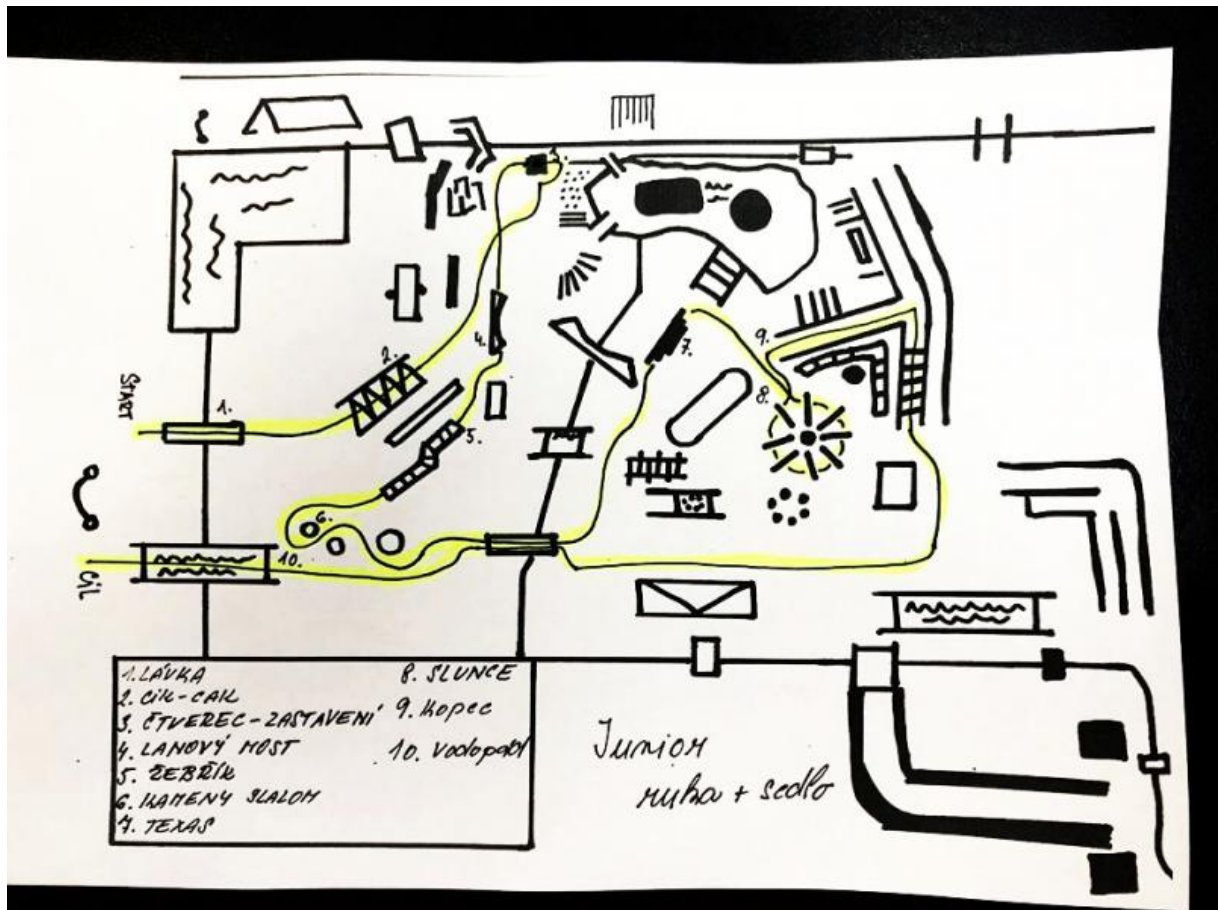 3.
4.
9.
7.
2.
START
8.
1.
5.
6.
10.
CÍL
1. LÁVKA
2. CIK-CAK
3. ČTVEREC-ZASTAVENÍ
4. LANOVÝ MOST
5. ŽEBŘÍK
6. KAMENY SLALOM
7. TEXAS
8. SLUNCE
9. Kopec
10. Vodopád
Junior
ruka + sedlo